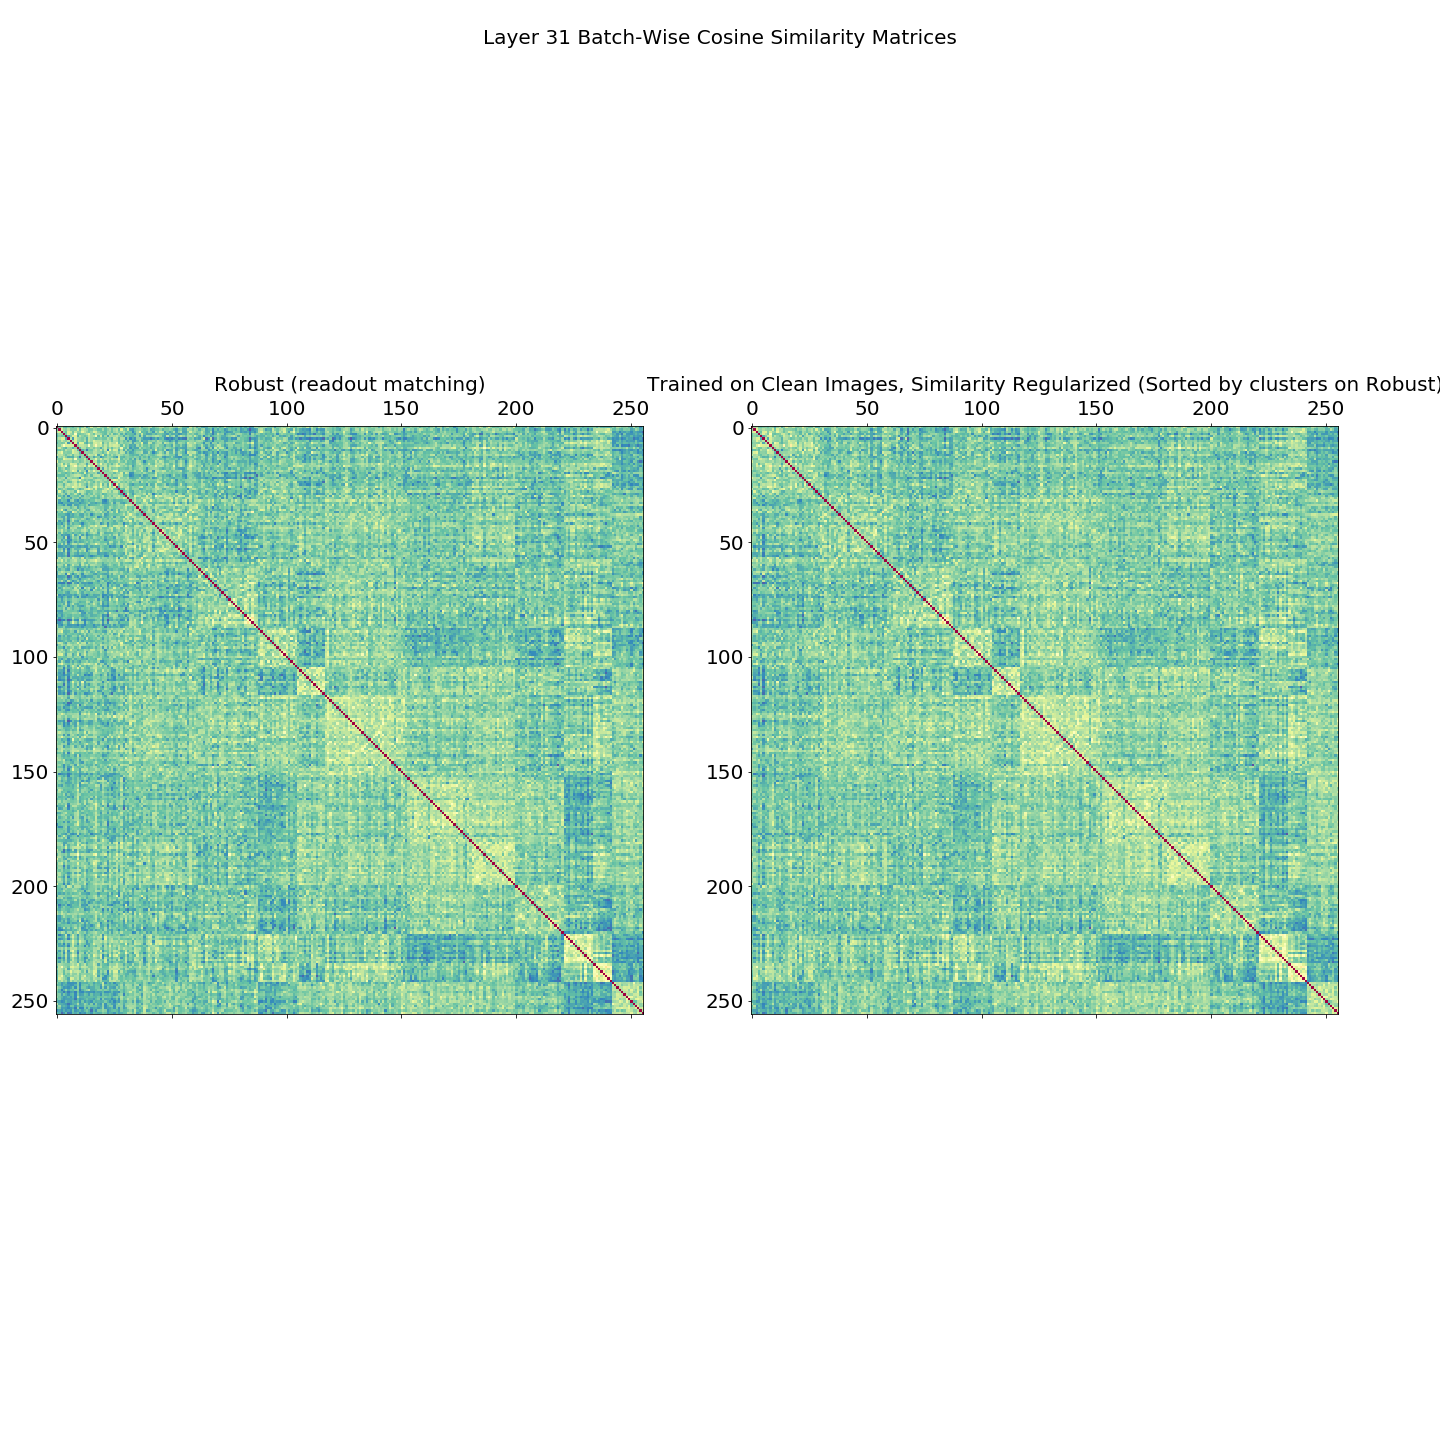 Layer 31 Batch-Wise Cosine Similarity Matrices
Robust (readout matching)
0 50 100 150 200 250
0
50
100
150
200
250
Trained on Clean Images, Similarity Regularized (Sorted by clusters on Robust)
0 50 100 150 200 250
0
50
100
150
200
250